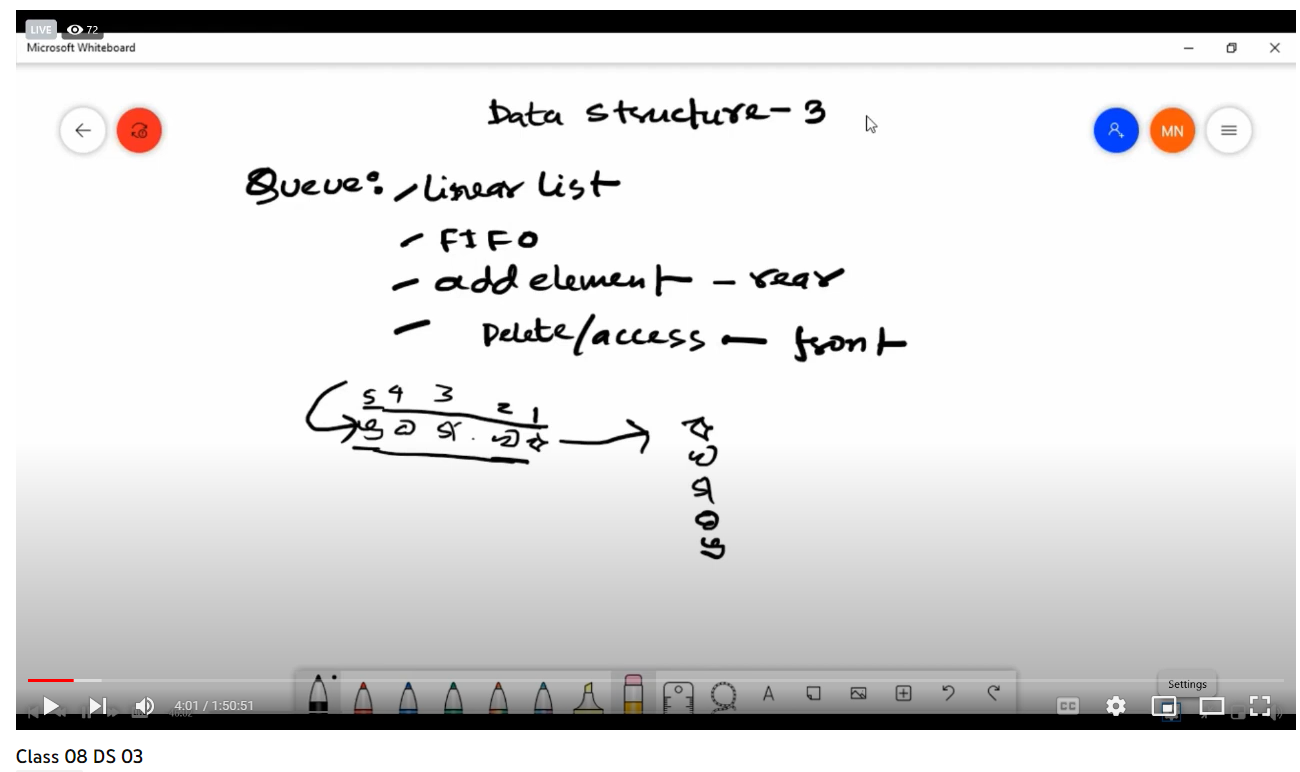 LIVE 72
Microsoft Whiteboard
Data structure - 3
MN
Queue: - linear list
- FIFO
- add element - rear
- Delete/access - front
5 4 3 2 1
4:01 / 1:50:51
CC
Settings
Class 08 DS 03